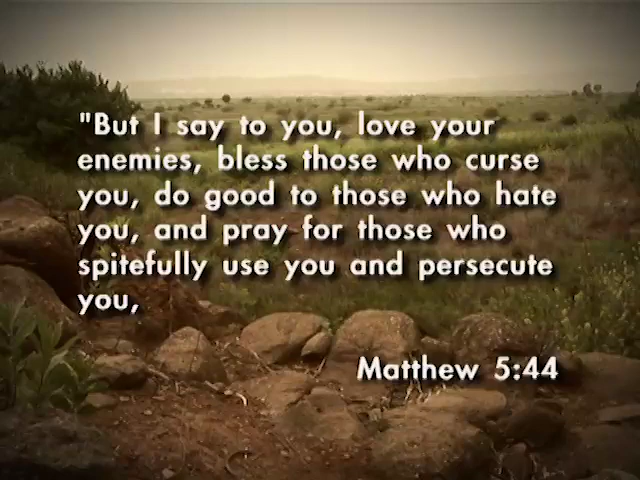 "But I say to you, love your
enemies, bless those who curse
you, do good to those who hate
you, and pray for those who
spitefully use you and persecute
you,
Matthew 5:44